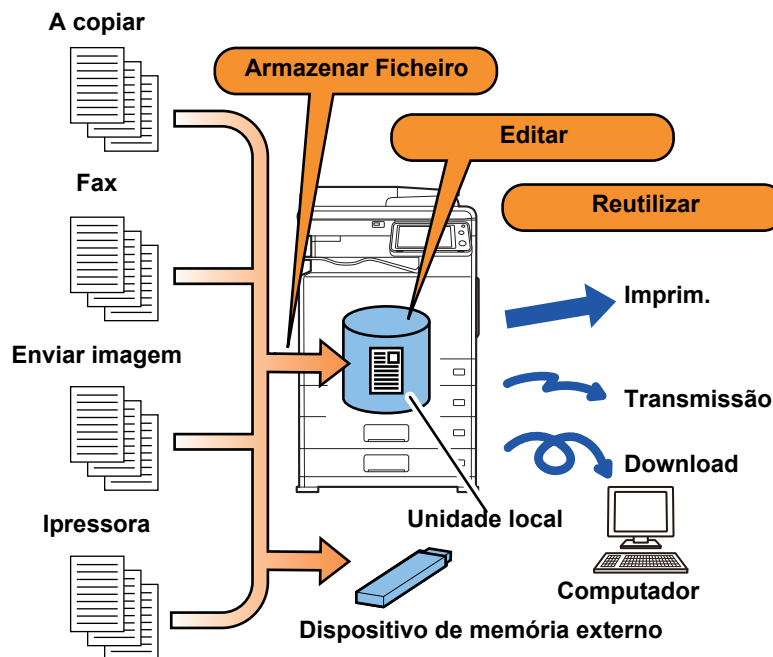 A copiar
Armazenar Ficheiro
Editar
Fax
Reutilizar
Imprim.
Enviar imagem
Transmissão
Download
Ipressora
Unidade local
Computador
Dispositivo de memória externo